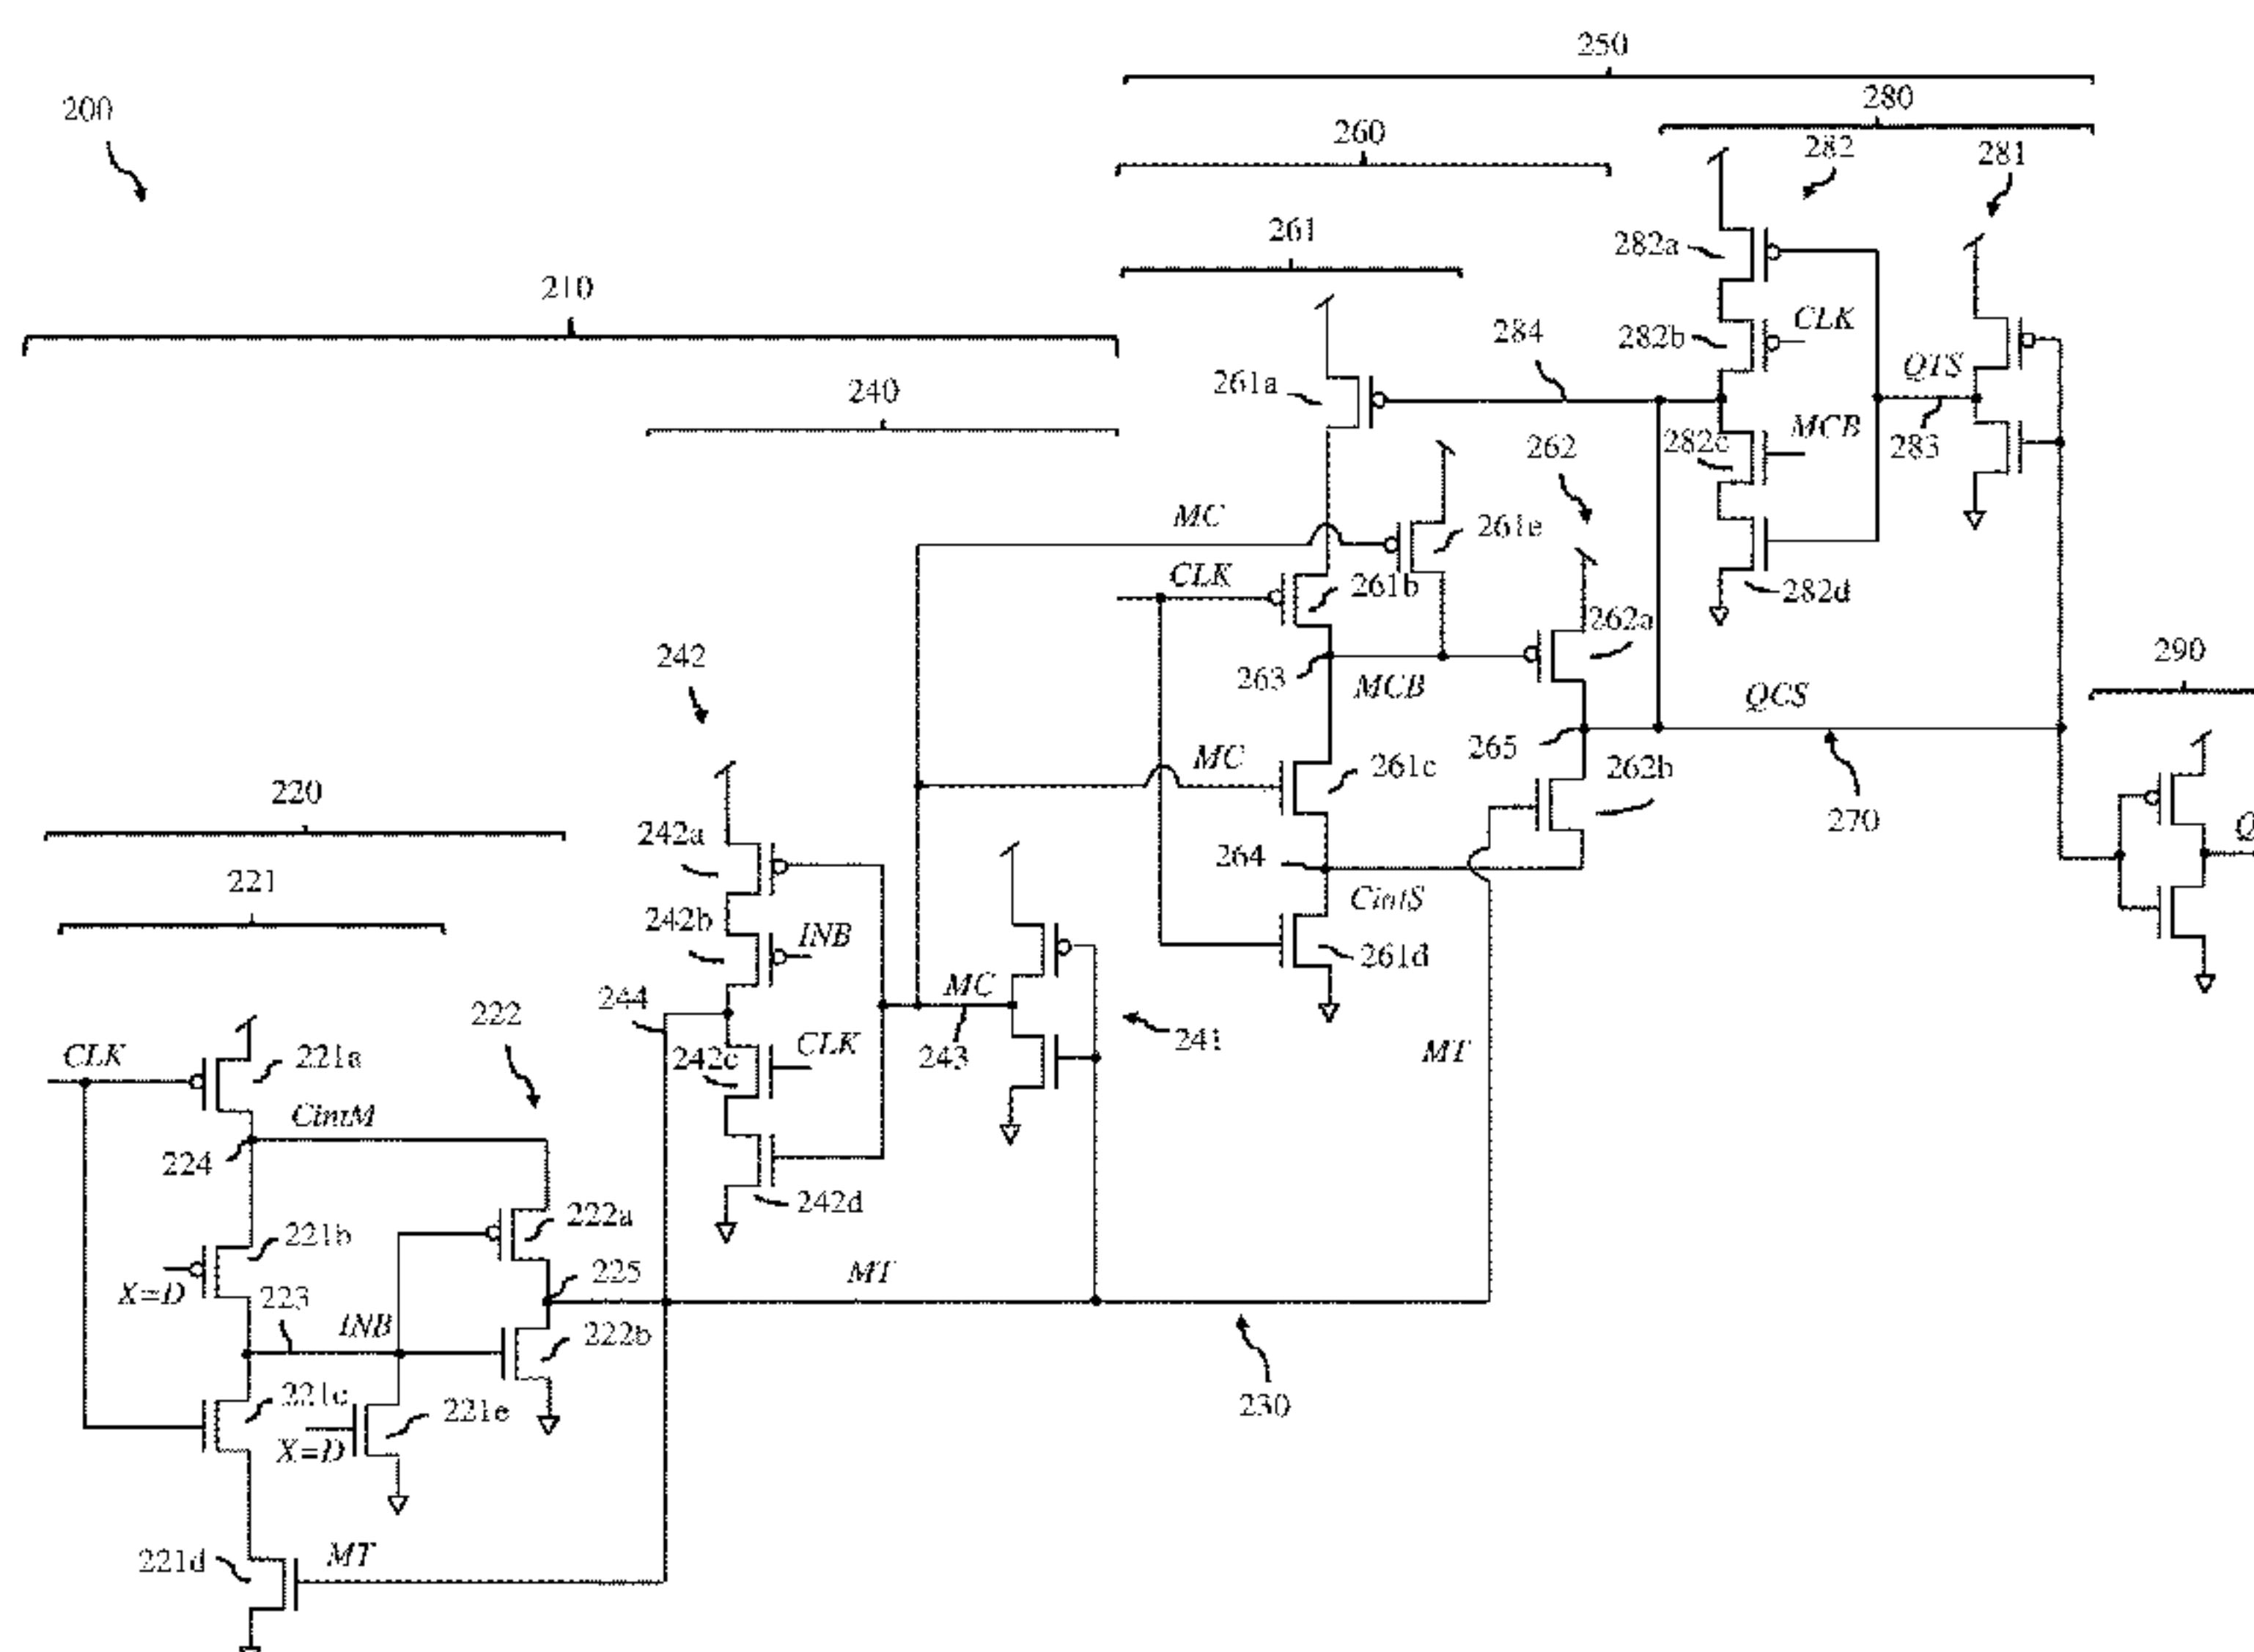 250
200
280
260
282
281
261
282a
210
CLK
284
282b
QTS
261a
240
MCB
262
282c
283
MC
261e
CLK
261b
282d
262a
242
290
263
MCB
QCS
265
MC
261c
262b
220
270
242a
Q
264
221
CintS
242b
INB
261d
MC
244
222
CLK
241
CLK
221a
242c
243
MT
CintM
224
242d
221b
222a
225
MT
X=D
223
INB
222b
221c
221e
230
X=D
MT
221d